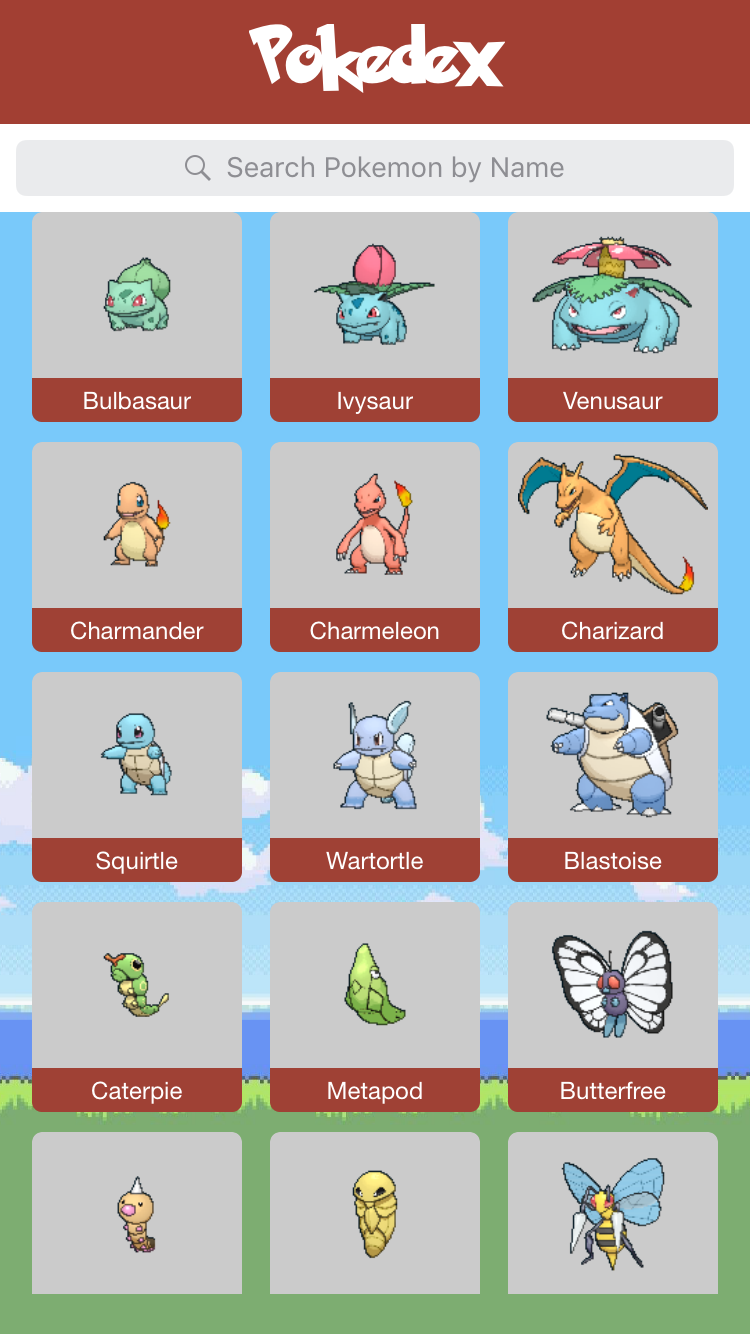 Pokedex
Search Pokemon by Name
Bulbasaur
Ivysaur
Venusaur
Charmander
Charmeleon
Charizard
Squirtle
Wartortle
Blastoise
Caterpie
Metapod
Butterfree